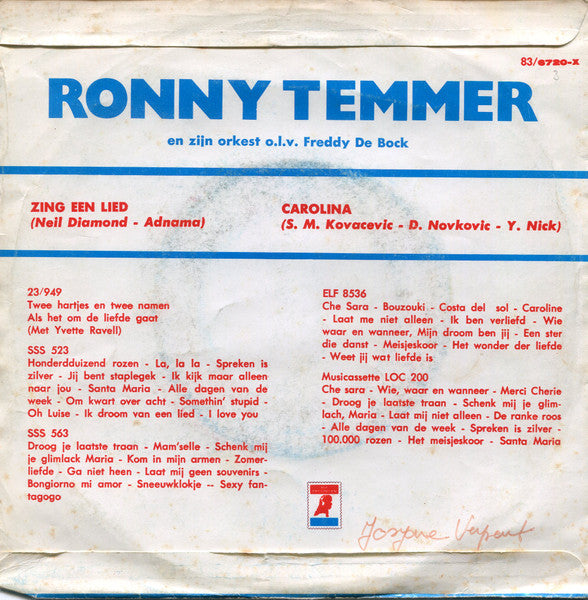 83/6720-X
3
RONNY TEMMER
en zijn orkest o.l.v. Freddy De Bock
ZING EEN LIED
(Neil Diamond - Adnama)
CAROLINA
(S. M. Kovacevic - D. Novkovic - Y. Nick)
23/949
Twee hartjes en twee namen
Als het om de liefde gaat
(Met Yvette Ravell)
SSS 523
Honderdduizend rozen - La, la la - Spreken is
zilver - Jij bent staplegek - Ik kijk maar alleen
naar jou - Santa Maria - Alle dagen van de
week - Om kwart over acht - Somethin' stupid -
Oh Luise - Ik droom van een lied - I love you
SSS 563
Droog je laatste traan - Mam'selle - Schenk mij
je glimlack Maria - Kom in mijn armen - Zomer-
liefde - Ga niet heen - Laat mij geen souvenirs -
Bongiorno mi amor - Sneeuwklokje -- Sexy fan-
tagogo
ELF 8536
Che Sara - Bouzouki - Costa del sol - Caroline
- Laat me niet alleen - Ik ben verliefd - Wie
waar en wanneer, Mijn droom ben jij - Een ster
die danst - Meisjeskoor - Het wonder der liefde
- Weet jij wat liefde is
Musicassette LOC 200
Che sara - Wie, waar en wanneer - Merci Cherie
- Droog je laatste traan - Schenk mij je glim-
lach, Maria - Laat mij niet alleen - De ranke roos
- Alle dagen van de week - Spreken is zilver -
100.000 rozen - Het meisjeskoor - Santa Maria